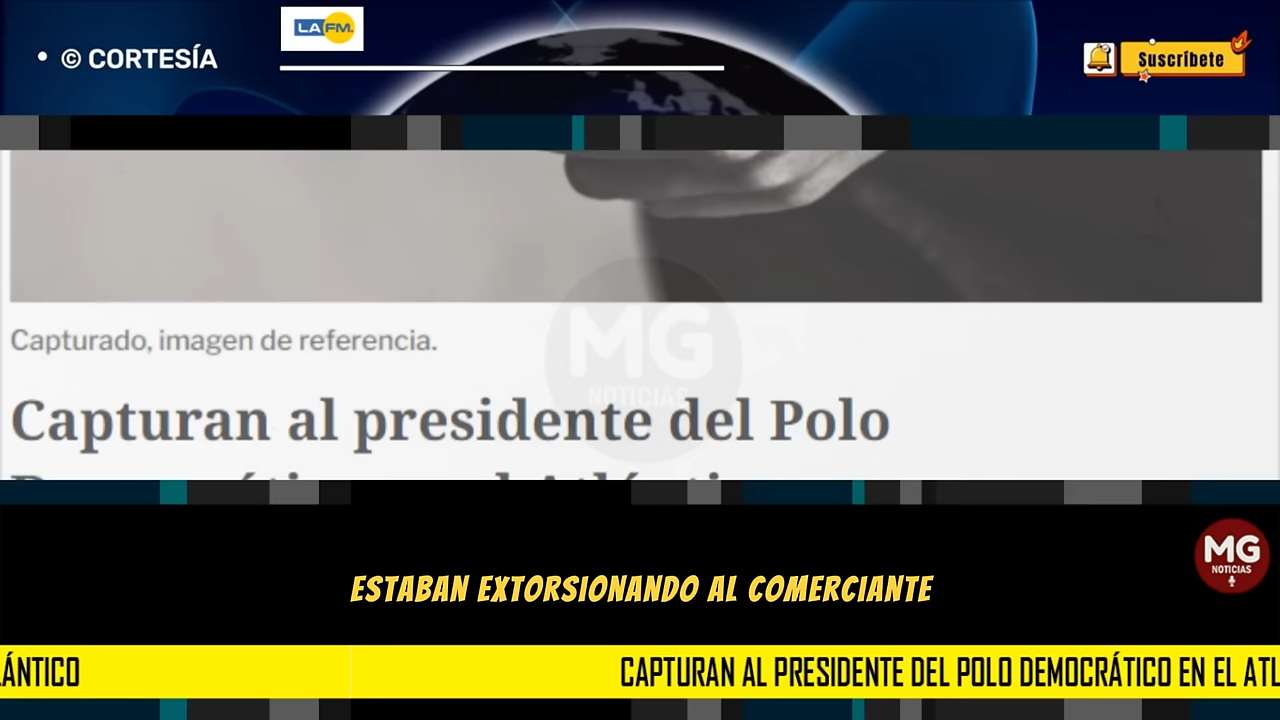 LA FM.
• © CORTESÍA
Suscríbete
Capturado, imagen de referencia.
MG
NOTICIAS
Capturan al presidente del Polo
MG
NOTICIAS
ESTABAN EXTORSIONANDO AL COMERCIANTE
ÁNTICO
CAPTURAN AL PRESIDENTE DEL POLO DEMOCRÁTICO EN EL ATL